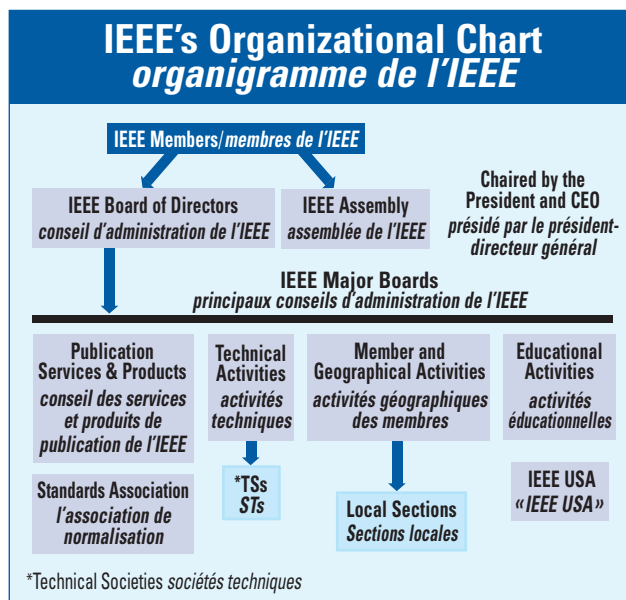 IEEE's Organizational Chart
organigramme de l'IEEE
IEEE Members/membres de l'IEEE
IEEE Board of Directors
conseil d'administration de l'IEEE
IEEE Assembly
assemblée de l'IEEE
Chaired by the
President and CEO
présidé par le président-
directeur général
IEEE Major Boards
principaux conseils d'administration de l'IEEE
Publication
Services & Products
conseil des services
et produits de
publication de l'IEEE
Technical
Activities
activités
techniques
Member and
Geographical Activities
activités géographiques
des membres
Educational
Activities
activités
éducationnelles
Standards Association
l'association de
normalisation
*TSs
STs
Local Sections
Sections locales
IEEE USA
«IEEE USA»
*Technical Societies sociétés techniques